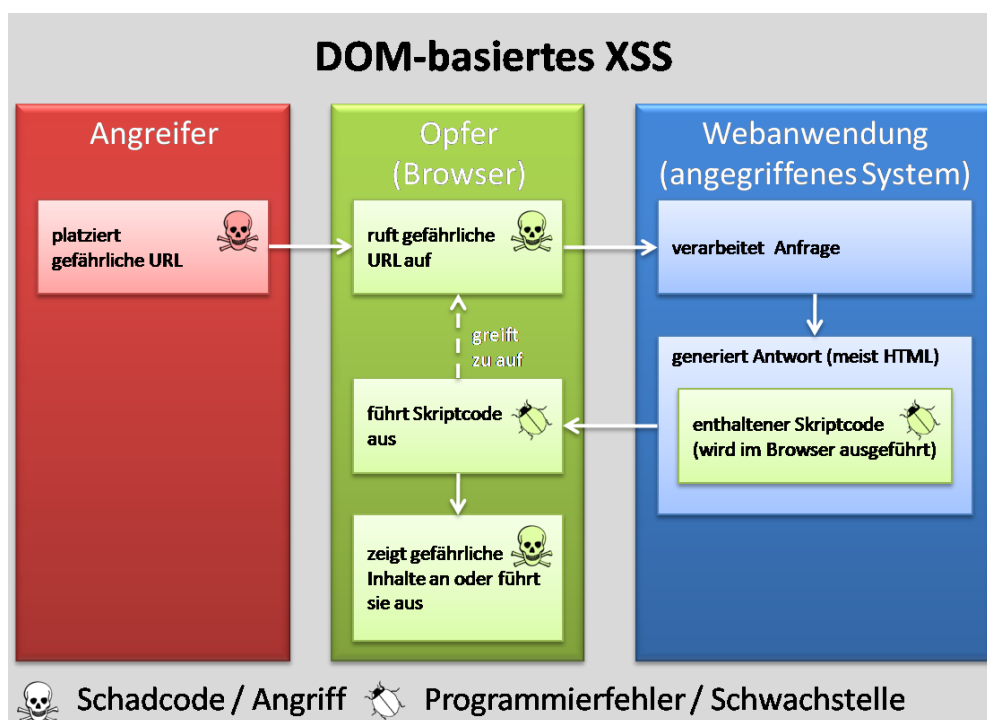 DOM-basiertes XSS
Angreifer
platziert
gefährliche URL
Opfer
(Browser)
ruft gefährliche
URL auf
greift
zu auf
führt Skriptcode
aus
zeigt gefährliche
Inhalte an oder führt
sie aus
Webanwendung
(angegriffenes System)
verarbeitet Anfrage
generiert Antwort (meist HTML)
enthaltener Skriptcode
(wird im Browser ausgeführt)
Schadcode / Angriff
Programmierfehler / Schwachstelle